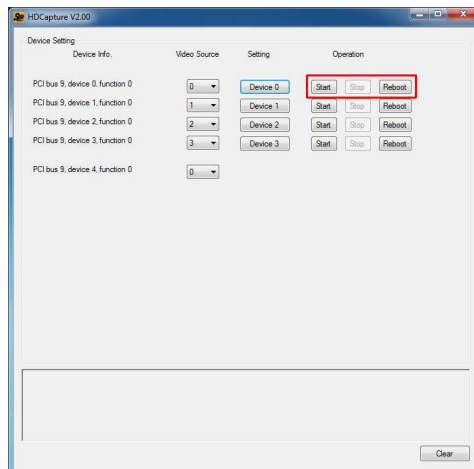 HDCapture V2.00
Device Setting
Device Info. Video Source Setting Operation
PCI bus 9, device 0, function 0 0 Device 0 Start Stop Reboot
PCI bus 9, device 1, function 0 1 Device 1 Start Stop Reboot
PCI bus 9, device 2, function 0 2 Device 2 Start Stop Reboot
PCI bus 9, device 3, function 0 3 Device 3 Start Stop Reboot
PCI bus 9, device 4, function 0 0
Clear